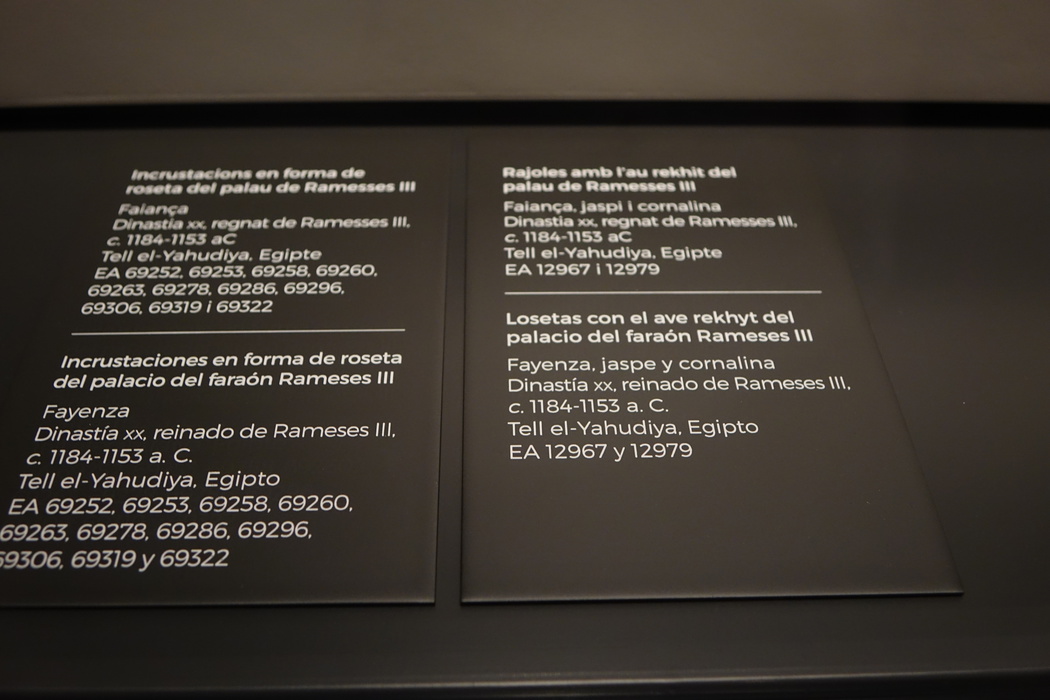 Incrustacions en forma de
roseta del palau de Ramesses III
Faiança
Dinastia xx, regnat de Ramesses III,
c. 1184-1153 aC
Tell el-Yahudiya, Egipte
EA 69252, 69253, 69258, 69260,
69263, 69278, 69286, 69296,
69306, 69319 i 69322
Incrustaciones en forma de roseta
del palacio del faraón Rameses III
Fayenza
Dinastía xx, reinado de Rameses III,
c. 1184-1153 a. C.
Tell el-Yahudiya, Egipto
EA 69252, 69253, 69258, 69260,
69263, 69278, 69286, 69296,
69306, 69319 y 69322
Rajoles amb l'au rekhit del
palau de Ramesses III
Faiança, jaspi i cornalina
Dinastia xx, regnat de Ramesses III,
c. 1184-1153 aC
Tell el-Yahudiya, Egipte
EA 12967 i 12979
Losetas con el ave rekhyt del
palacio del faraón Rameses III
Fayenza, jaspe y cornalina
Dinastía xx, reinado de Rameses III,
c. 1184-1153 a. C.
Tell el-Yahudiya, Egipto
EA 12967 y 12979